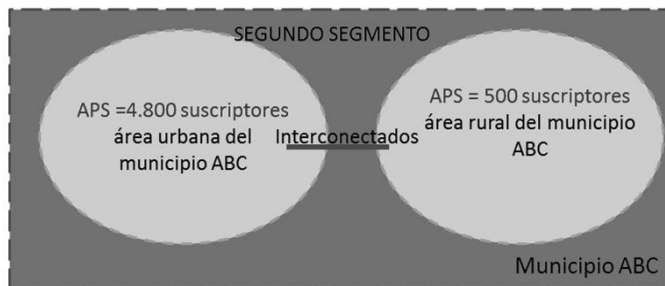 SEGUNDO SEGMENTO
APS =4.800 suscriptores
área urbana del
municipio ABC
Interconectados
APS = 500 suscriptores
área rural del municipio
ABC
Municipio ABC